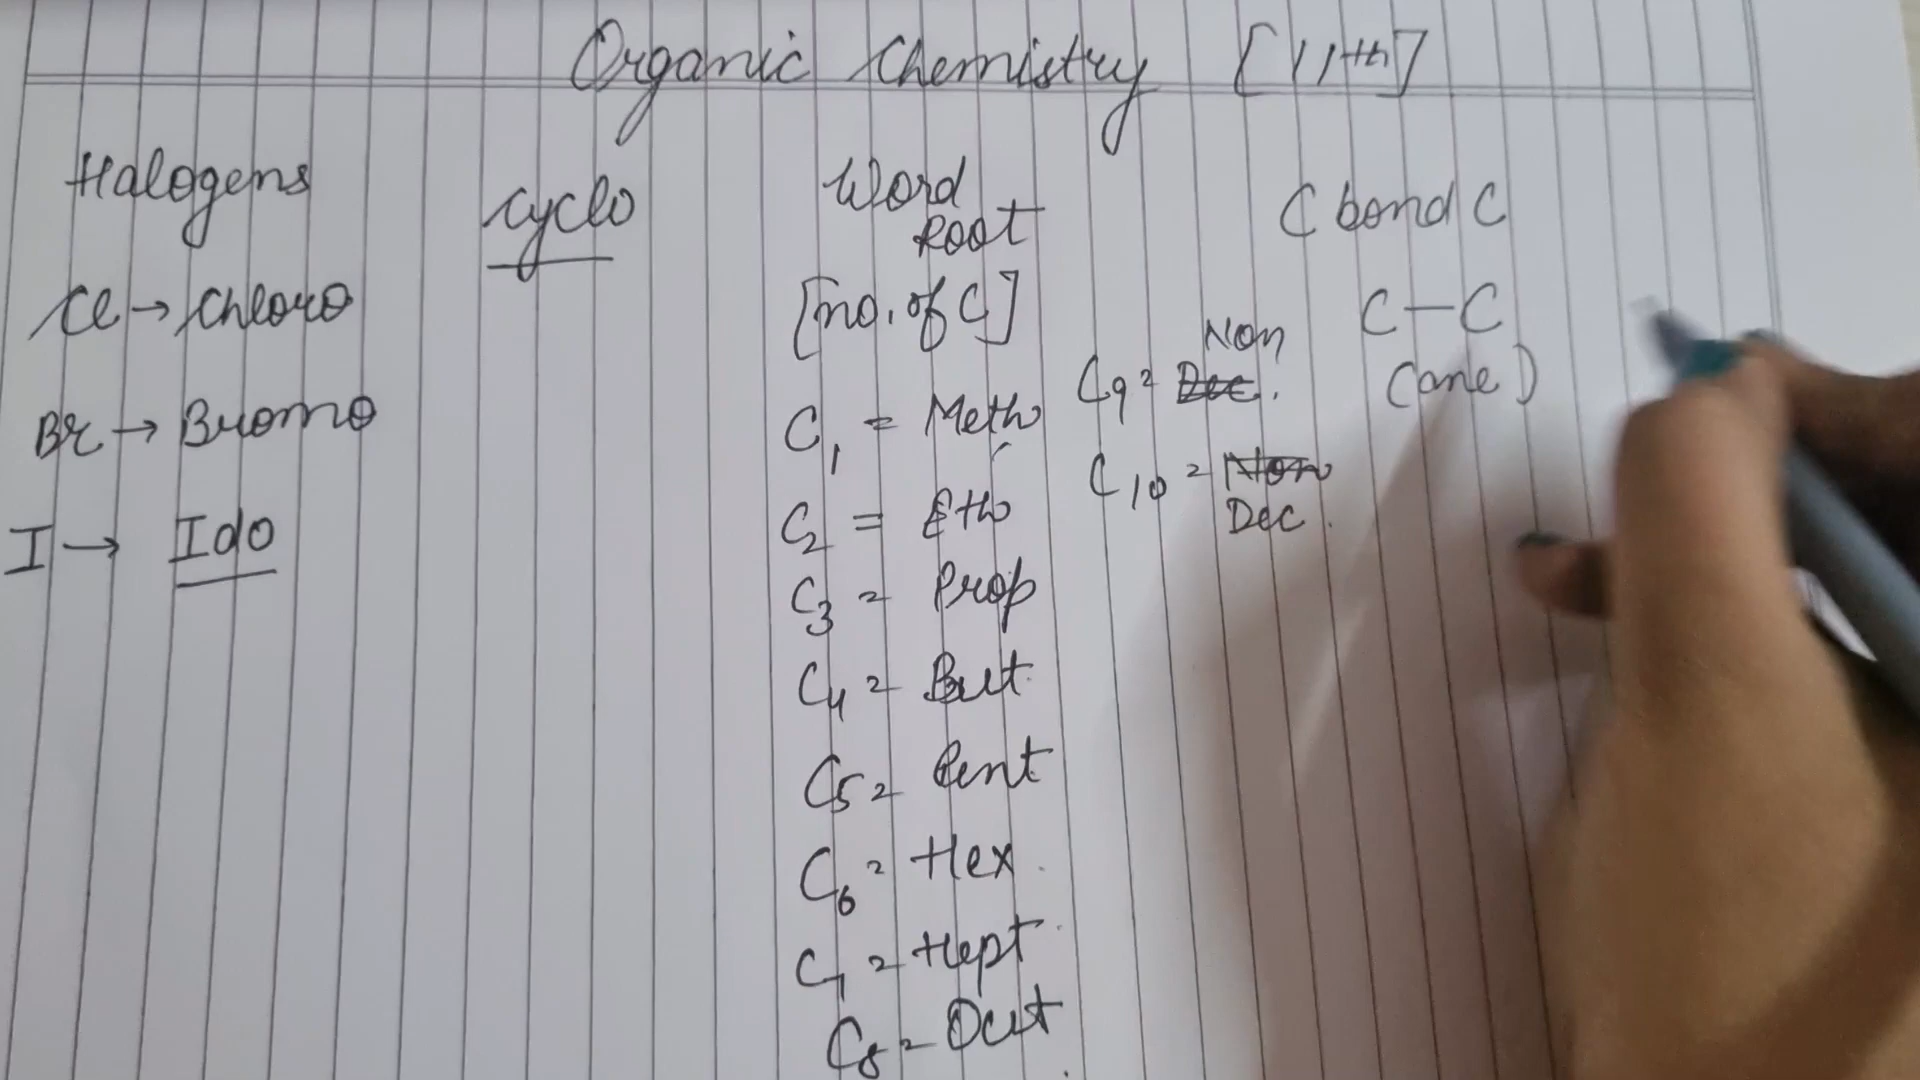 Organic Chemistry [11th]
Halogens
Cl → Chloro
Br → Bromo
I → Ido
Cyclo
Word
Root
[no. of C]
C1 = Meth
C2 = Eth
C3 = Prop
C4 = But
C5 = Pent
C6 = Hex
C7 = Hept
C8 = Oct
Non
C9 = Dec.
C10 = Non
Dec.
C bond C
C — C
(ane)